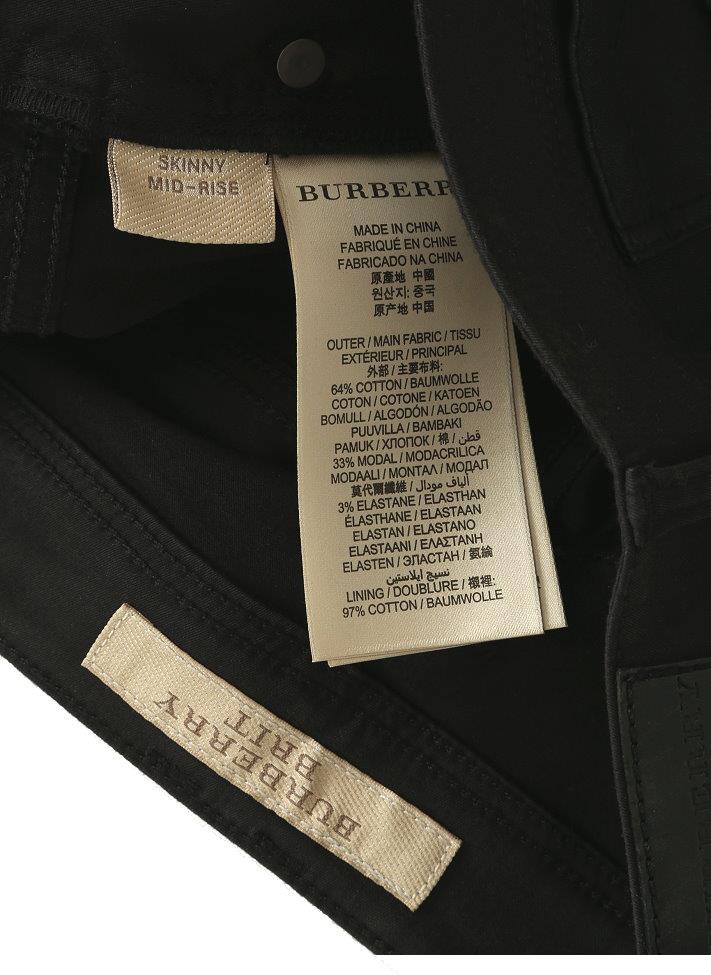 SKINNY
MID-RISE
BURBERR
MADE IN CHINA
FABRIQUÉ EN CHINE
FABRICADO NA CHINA
原產地 中國
원산지: 중국
原产地 中国
OUTER / MAIN FABRIC / TISSU
EXTÉRIEUR / PRINCIPAL
外部 / 主要布料:
64% COTTON / BAUMWOLLE
COTON / COTONE / KATOEN
BOMULL / ALGODÓN / ALGODÃO
PUUVILLA / BAMBAKI
PAMUK / ХЛОПОК / 棉 / قطن
33% MODAL / MODACRILICA
MODAALI / MONTAΛ / МОДАЛ
莫代爾纖維 / ألياف مودال
3% ELASTANE / ELASTHAN
ÉLASTHANE / ELASTAAN
ELASTAN / ELASTANO
ELASTAANI / ΕΛΑΣΤΑΝΗ
ELASTEN / ЭЛАСТАН / 氨綸
نسيج ايلاستين
LINING / DOUBLURE / 襯裡:
97% COTTON / BAUMWOLLE
BURBERRY
BRIT